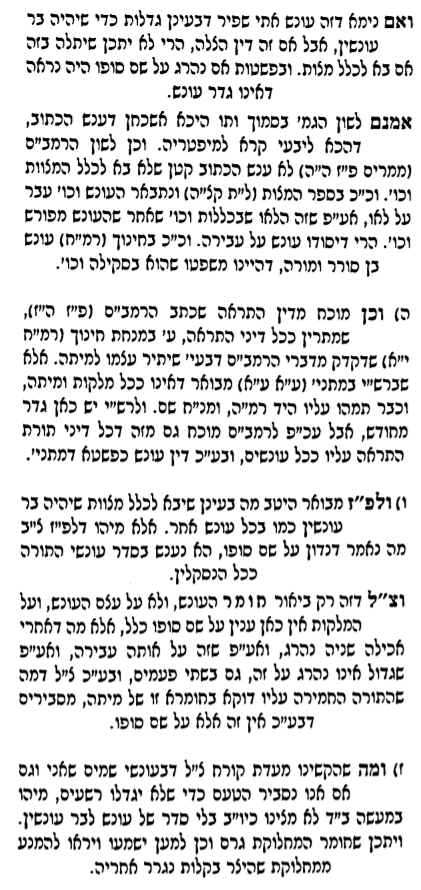 ואם נימא דזה עונש אתי שפיר דבעינן גדלות כדי שיהיה בר
עונשין, אבל אם זה דין הצלה, הרי לא יתכן שיתלה בזה
אם בא לכלל מצות. ובפשטות אם נהרג על שם סופו היה נראה
דאינו גדר עונש.
אמנם לשון הגמ׳ בסמוך ותו היכא אשכחן דענש הכתוב,
דהכא ליבעי קרא למיפטריה. וכן לשון הרמב״ם
(ממרים פ״ז ה״ה) לא ענש הכתוב קטן שלא בא לכלל המצוות
וכו׳. וכ״כ בספר המצות (ל״ת קצ״ה) ונתבאר העונש וכו׳ עבר
על לאו, אע״פ שזה הלאו שבכללות וכו׳ שאחר שהעונש מפורש
וכו׳. הרי דיסודו עונש על עבירה. וכ״כ בחינוך (רמ״ח) עונש
בן סורר ומורה, דהיינו משפטו שהוא בסקילה וכו׳.
ה) וכן מוכח מדין התראה שכתב הרמב״ם (פ״ז ה״ז),
שמתרין ככל דיני התראה, ע׳ במנחת חינוך (רמ״ח
י״א) שדקדק מדברי הרמב״ם דבעי׳ שיתיר עצמו למיתה. אלא
שברש״י במתני׳ (ע״א ע״א) מבואר דאינו ככל מלקות ומיתה,
וכבר תמהו עליו היד רמ״ה, ומנ״ח שם. ולרש״י יש כאן גדר
מחודש, אבל עכ״פ לרמב״ם מוכח גם מזה דכל דיני תורת
התראה עליו ככל עונשים, ובע״כ דין עונש כפשטא דמתני׳.
ו) ולפ״ז מבואר היטב מה בעינן שיבא לכלל מצוות שיהיה בר
עונשין כמו בכל עונש אחר. אלא מיהו דלפ״ז צ״ב
מה נאמר דנדון על שם סופו, הא נענש בסדר עונשי התורה
ככל הנסקלין.
וצ״ל דזה רק ביאור חומר העונש, ולא על עצם העונש, ועל
המלקות אין כאן ענין על שם סופו כלל, אלא מה דאחרי
אכילה שניה נהרג, ואע״פ שזה על אותה עבירה, ואע״פ
שגדול אינו נהרג על זה, גם בשתי פעמים, ובע״כ צ״ל דמה
שהתורה החמירה עליו דוקא בחומרא זו של מיתה, מסבירים
דבע״כ אין זה אלא על שם סופו.
ז) ומה שהקשינו מעדת קורח צ״ל דבעונשי שמים שאני וגם
אם אנו נסביר הטעם כדי שלא יגדלו רשעים, מיהו
במעשה ב״ד לא מצינו כיו״ב בלי סדר של עונש לבר עונשין.
ויתכן שחומר המחלוקת גרם וכן למען ישמעו ויראו להמנע
ממחלוקת שהיצר בקלות נגרר אחריה.